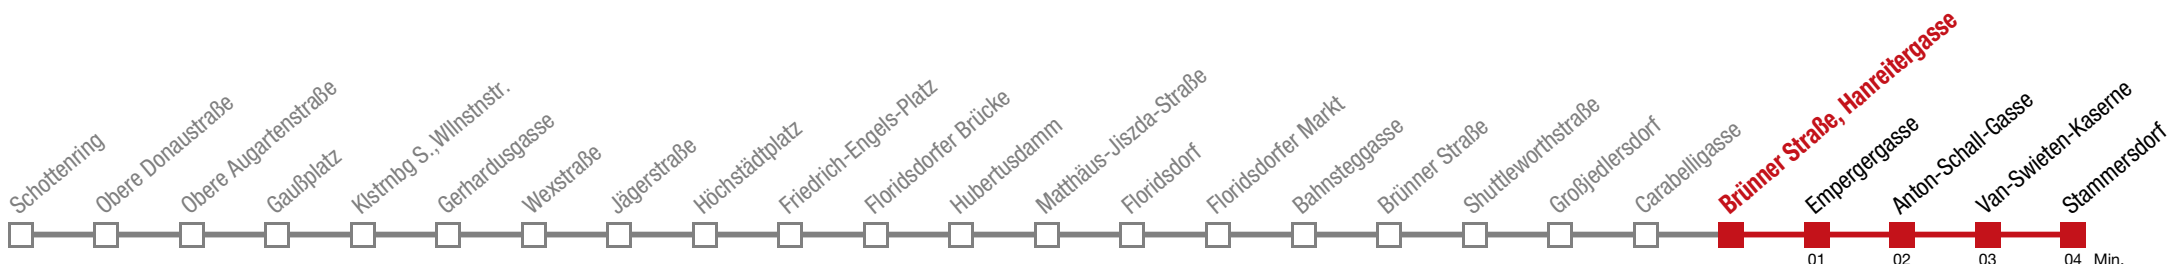 Schottenring
Obere Donaustraße
Obere Augartenstraße
Gaußplatz
Klstrnbg S.,Wllnstnstr.
Gerhardusgasse
Wexstraße
Jägerstraße
Höchstädtplatz
Friedrich-Engels-Platz
Floridsdorfer Brücke
Hubertusdamm
Matthäus-Jiszda-Straße
Floridsdorf
Floridsdorfer Markt
Bahnsteggasse
Brünner Straße
Shuttleworthstraße
Großjedlersdorf
Carabelligasse
Brünner Straße, Hanreitergasse
Empergergasse
Anton-Schall-Gasse
Van-Swieten-Kaserne
Stammersdorf
01 02 03 04 Min.